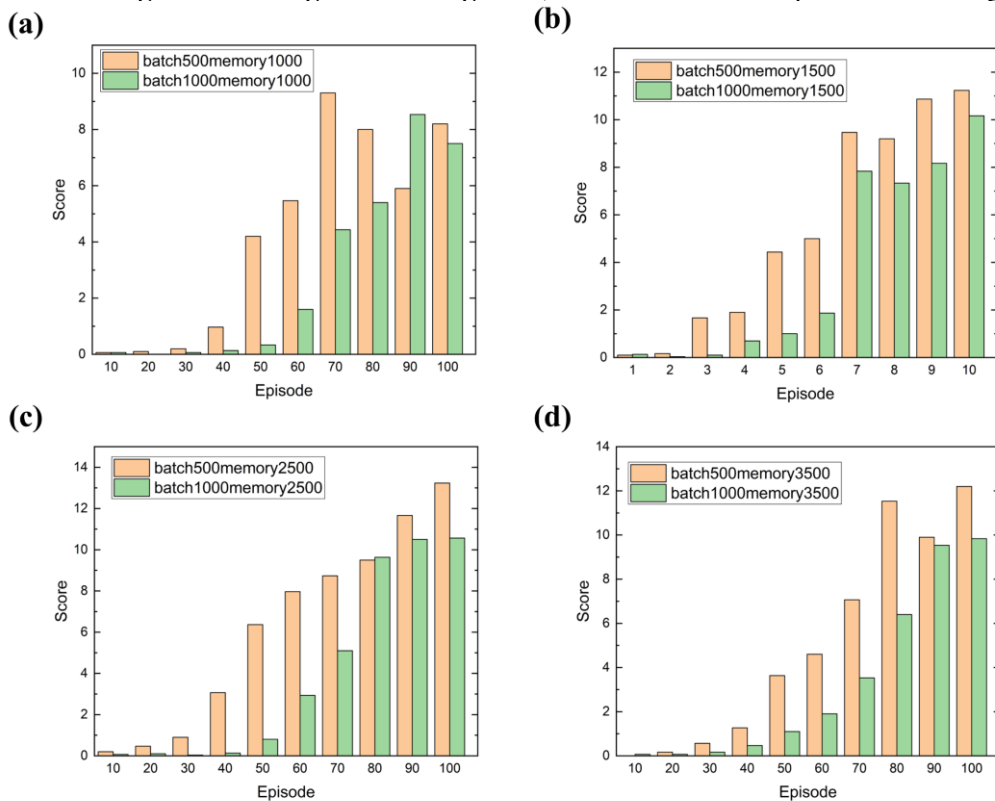 (a)
batch500memory1000
batch1000memory1000
10
8
6
4
2
0
Score
10 20 30 40 50 60 70 80 90 100
Episode
(b)
batch500memory1500
batch1000memory1500
12
10
8
6
4
2
0
Score
1 2 3 4 5 6 7 8 9 10
Episode
(c)
batch500memory2500
batch1000memory2500
14
12
10
8
6
4
2
0
Score
10 20 30 40 50 60 70 80 90 100
Episode
(d)
batch500memory3500
batch1000memory3500
14
12
10
8
6
4
2
0
Score
10 20 30 40 50 60 70 80 90 100
Episode